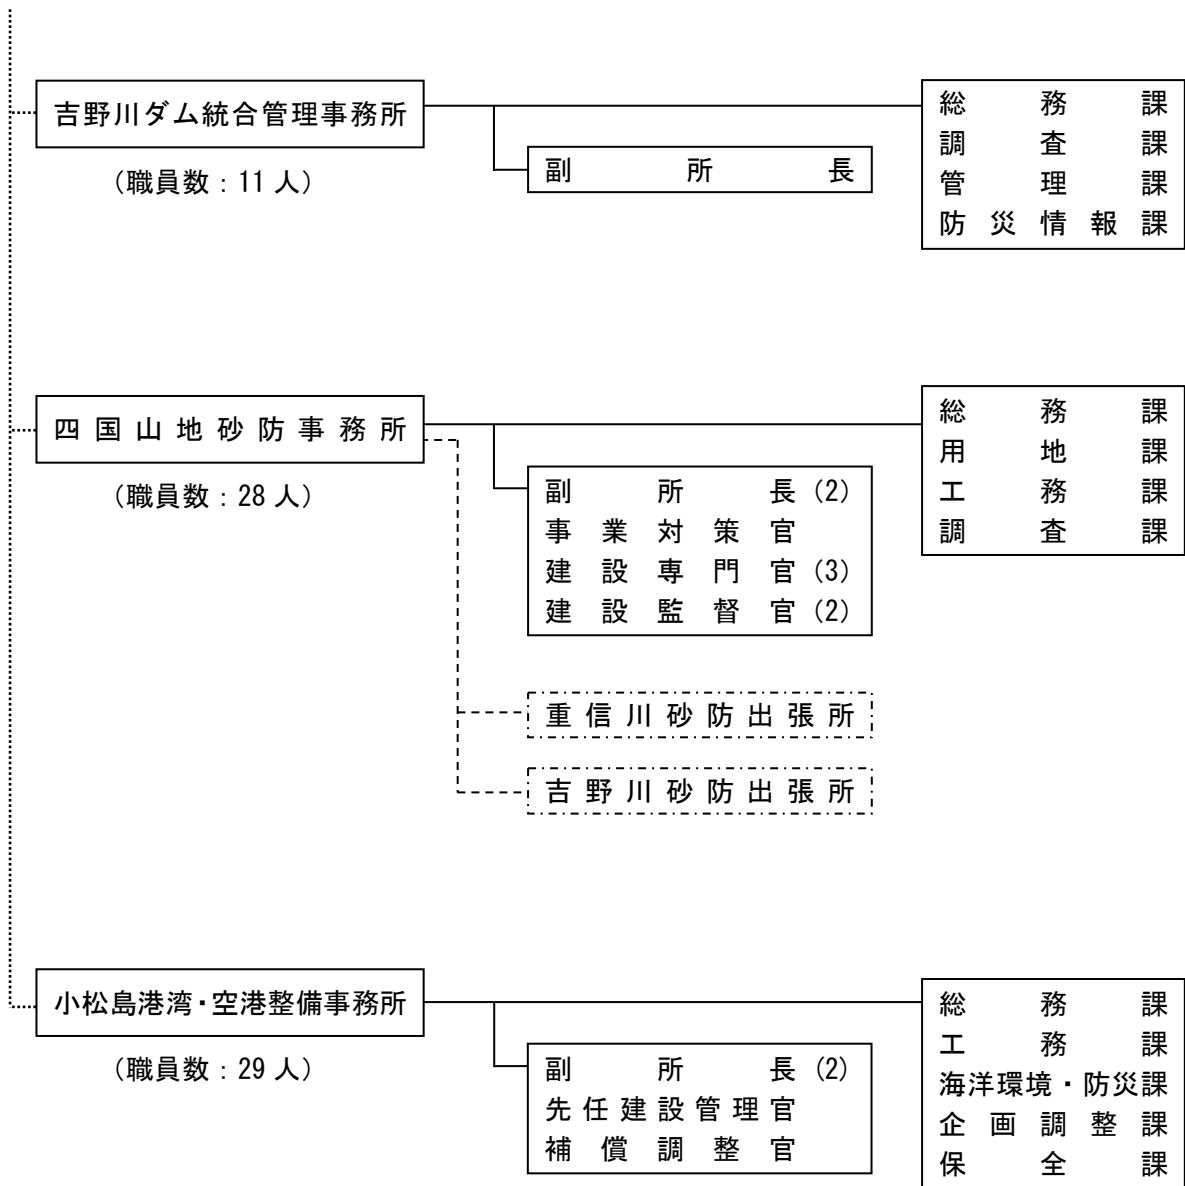 吉野川ダム統合管理事務所
（職員数：11 人）
副所長
総務課
調査課
管理課
防災情報課
四国山地砂防事務所
（職員数：28 人）
副所長(2)
事業対策官
建設専門官(3)
建設監督官(2)
重信川砂防出張所
吉野川砂防出張所
総務課
用地課
工務課
調査課
小松島港湾・空港整備事務所
（職員数：29 人）
副所長(2)
先任建設管理官
補償調整官
総務課
工務課
海洋環境・防災課
企画調整課
保全課